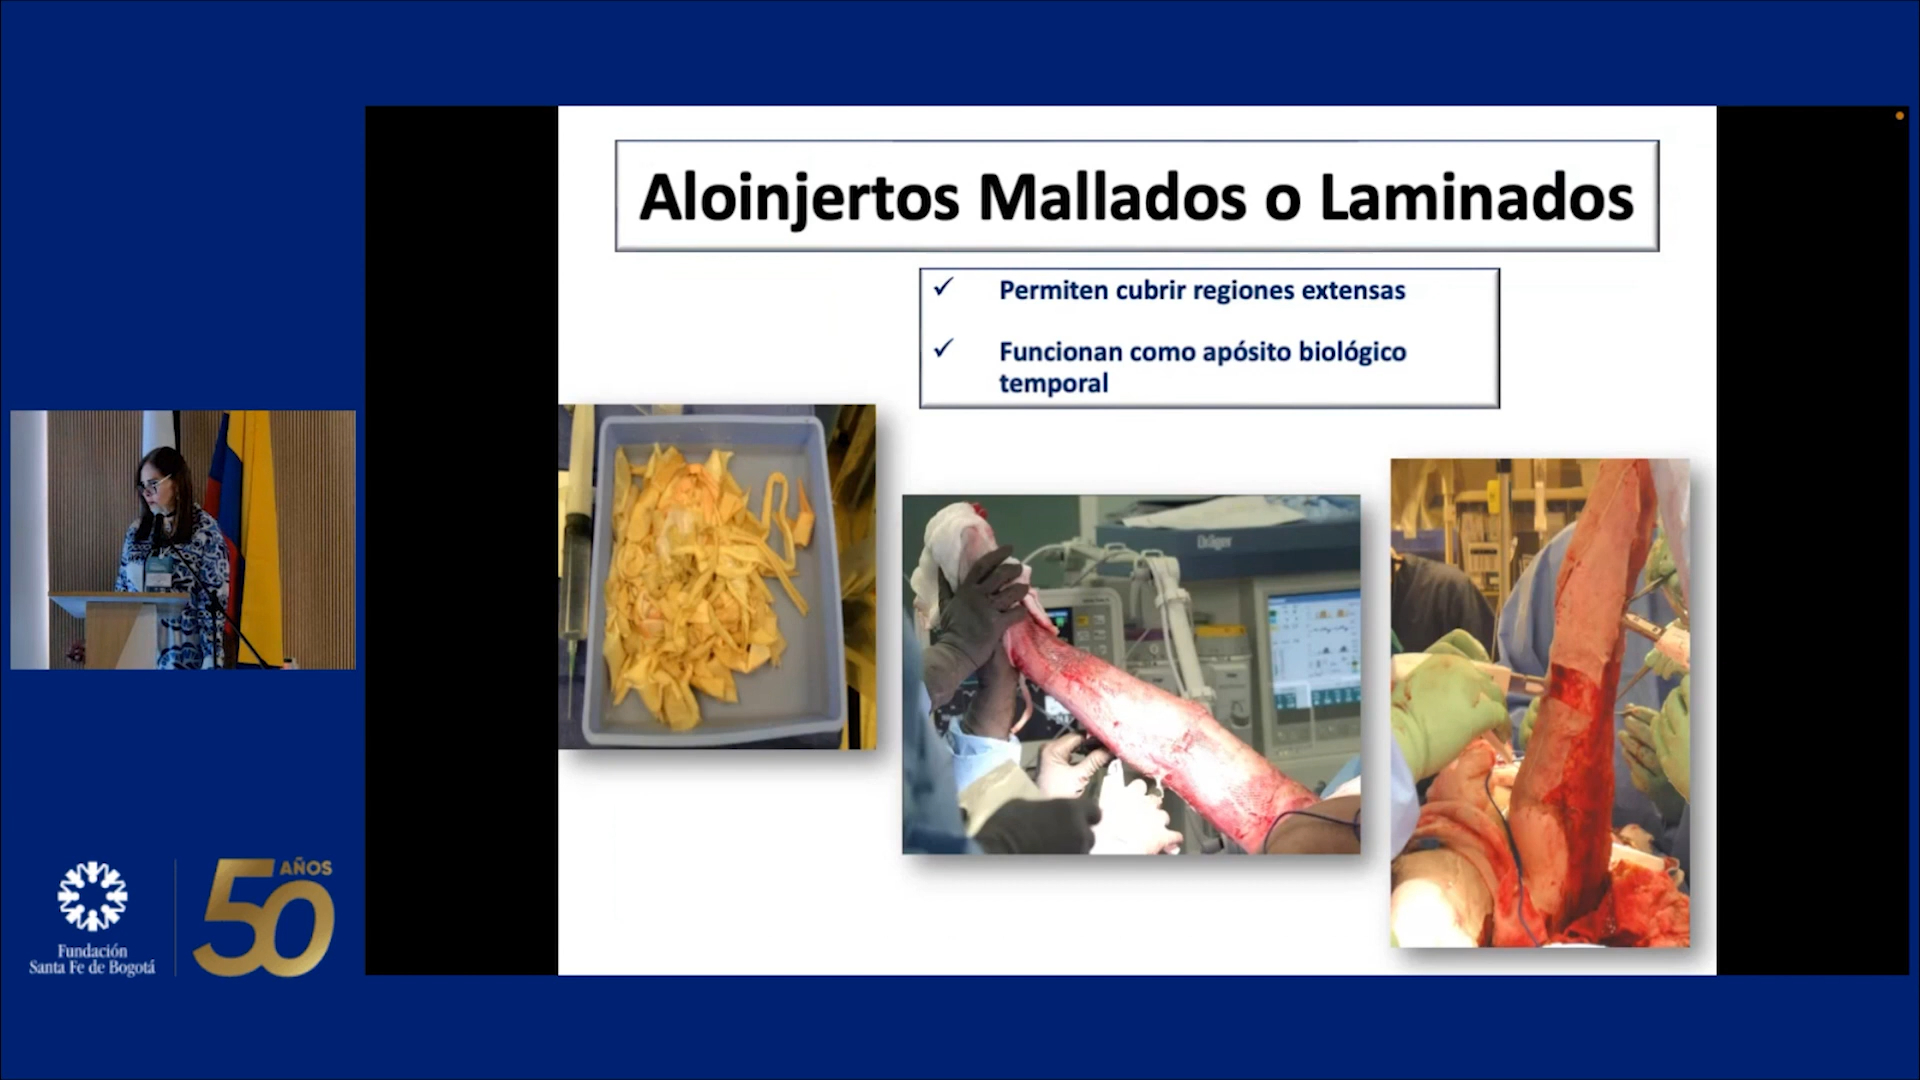 Aloinjertos Mallados o Laminados
✓ Permiten cubrir regiones extensas
✓ Funcionan como apósito biológico
temporal
Dräger
Fundación
Santa Fe de Bogotá
50 AÑOS